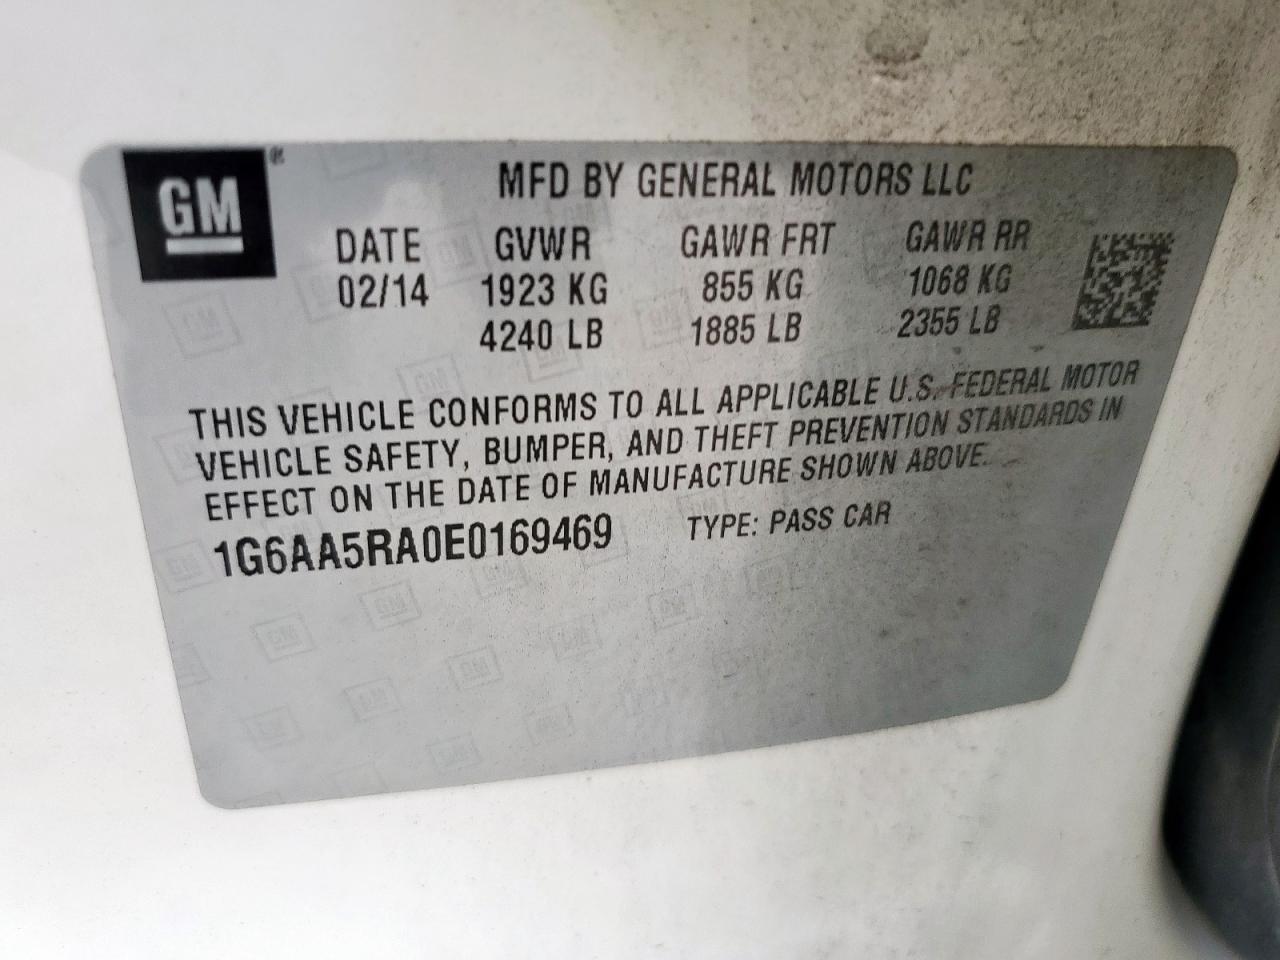 GM ®
MFD BY GENERAL MOTORS LLC
DATE GVWR GAWR FRT GAWR RR
02/14 1923 KG 855 KG 1068 KG
4240 LB 1885 LB 2355 LB
THIS VEHICLE CONFORMS TO ALL APPLICABLE U.S. FEDERAL MOTOR
VEHICLE SAFETY, BUMPER, AND THEFT PREVENTION STANDARDS IN
EFFECT ON THE DATE OF MANUFACTURE SHOWN ABOVE.
1G6AA5RA0E0169469 TYPE: PASS CAR